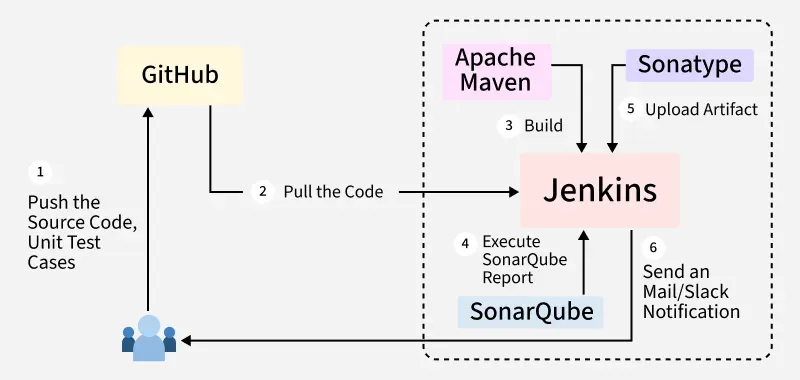 GitHub
Apache
Maven
Sonatype
3 Build
5 Upload Artifact
1
Push the
Source Code,
Unit Test
Cases
2 Pull the Code
Jenkins
4 Execute
SonarQube
Report
6
Send an
Mail/Slack
Notification
SonarQube